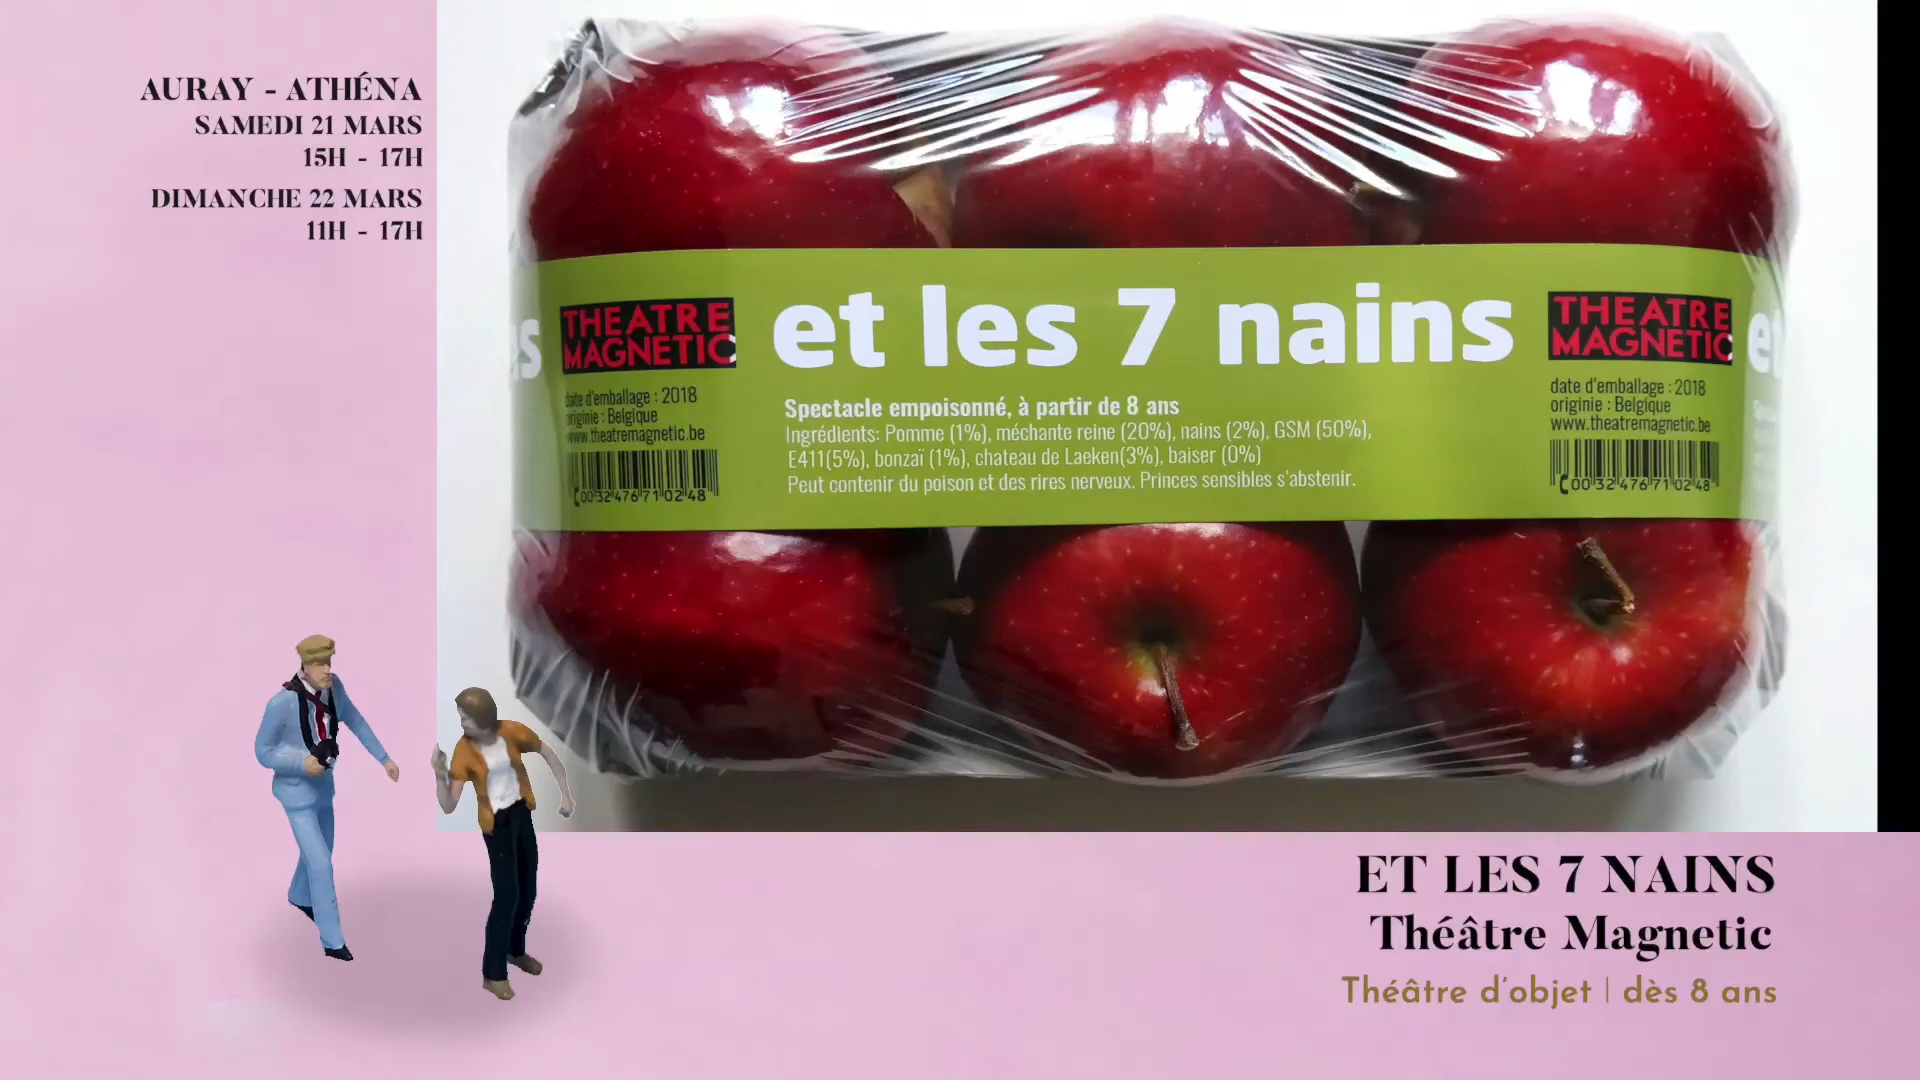 AURAY - ATHÉNA
SAMEDI 21 MARS
15H - 17H
DIMANCHE 22 MARS
11H - 17H
THEATRE
MAGNETIC
date d'emballage : 2018
originie : Belgique
www.theatremagnetic.be
00 32 476 71 02 48
et les 7 nains
Spectacle empoisonné, à partir de 8 ans
Ingrédients: Pomme (1%), méchante reine (20%), nains (2%), GSM (50%),
E411(5%), bonzaï (1%), chateau de Laeken(3%), baiser (0%)
Peut contenir du poison et des rires nerveux. Princes sensibles s'abstenir.
THEATRE
MAGNETIC
date d'emballage : 2018
originie : Belgique
www.theatremagnetic.be
00 32 476 71 02 48
et
ET LES 7 NAINS
Théâtre Magnetic
Théâtre d'objet | dès 8 ans